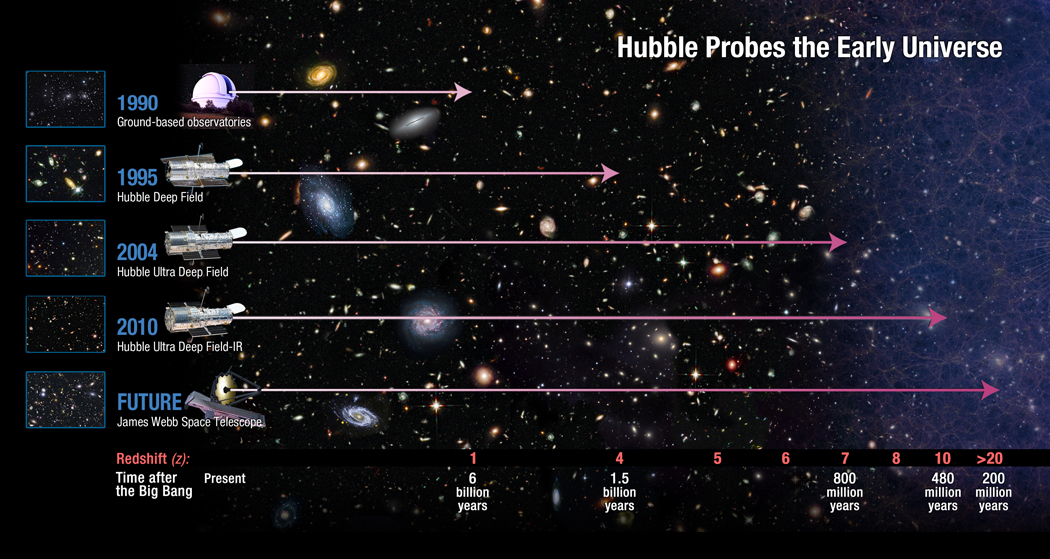 Hubble Probes the Early Universe
1990
Ground-based observatories
1995
Hubble Deep Field
2004
Hubble Ultra Deep Field
2010
Hubble Ultra Deep Field-IR
FUTURE
James Webb Space Telescope
Redshift (z): 1 4 5 6 7 8 10 >20
Time after
the Big Bang
Present
6
billion
years
1.5
billion
years
800
million
years
480
million
years
200
million
years